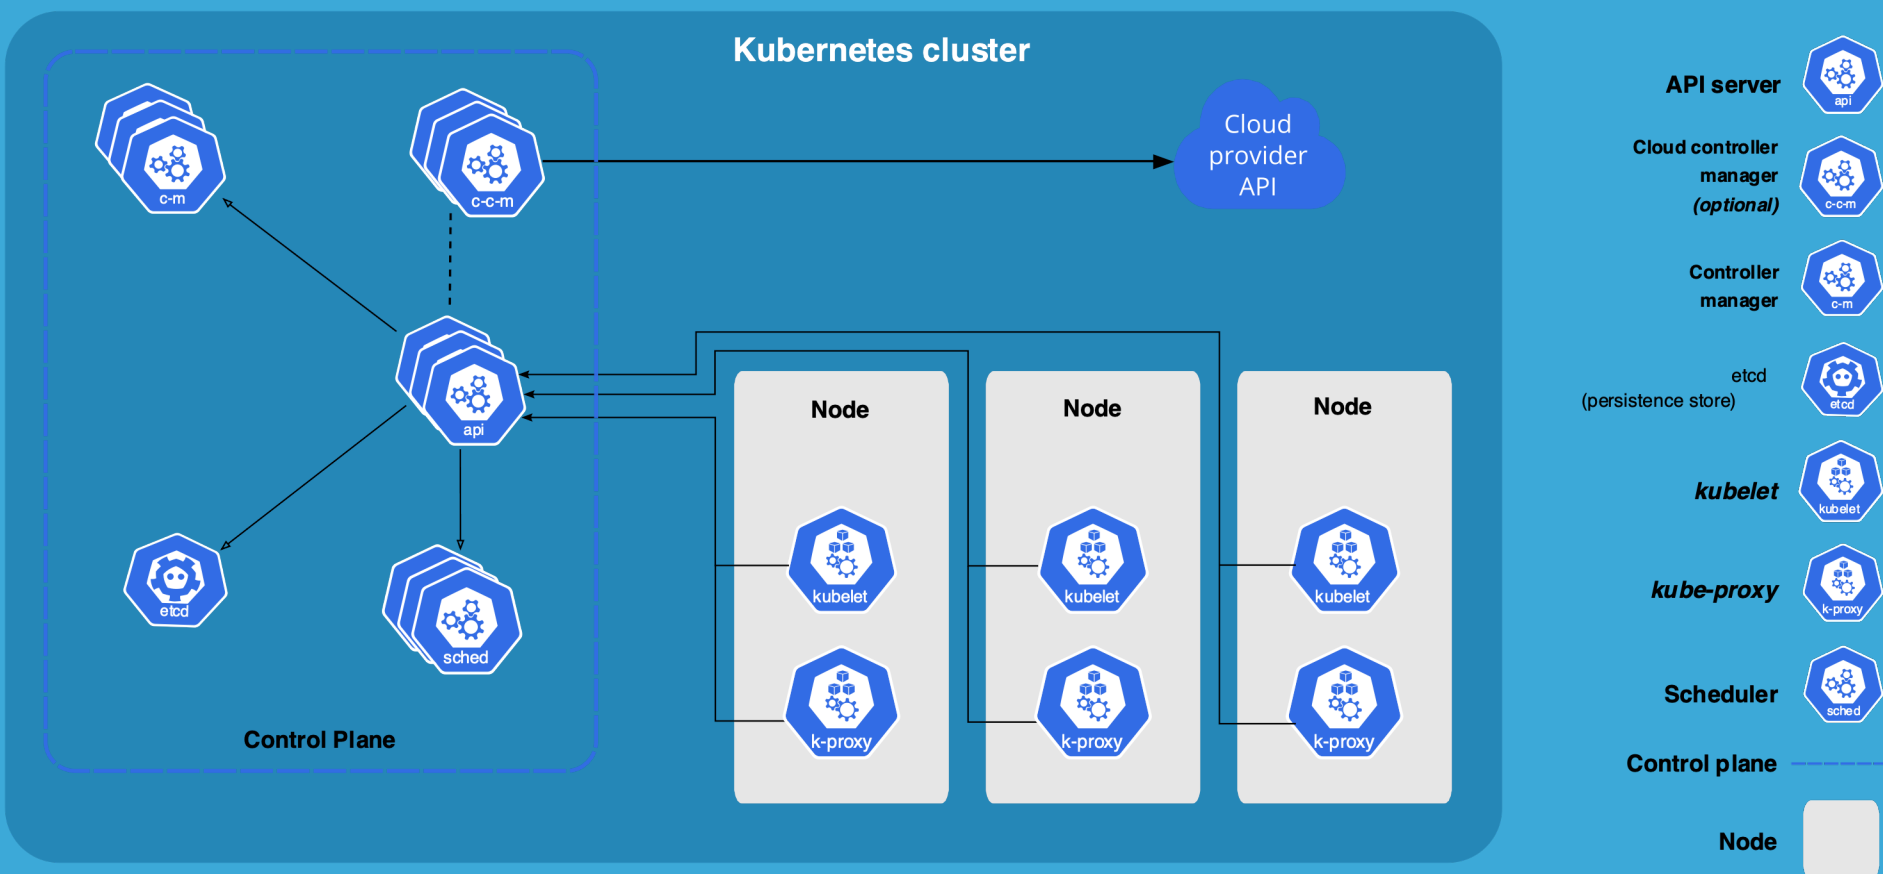 Kubernetes cluster
c-m
c-c-m
Cloud
provider
API
api
etcd
sched
Control Plane
Node
kubelet
k-proxy
Node
kubelet
k-proxy
Node
kubelet
k-proxy
API server
api
Cloud controller
manager
(optional)
c-c-m
Controller
manager
c-m
etcd
(persistence store)
etcd
kubelet
kubelet
kube-proxy
k-proxy
Scheduler
sched
Control plane
Node